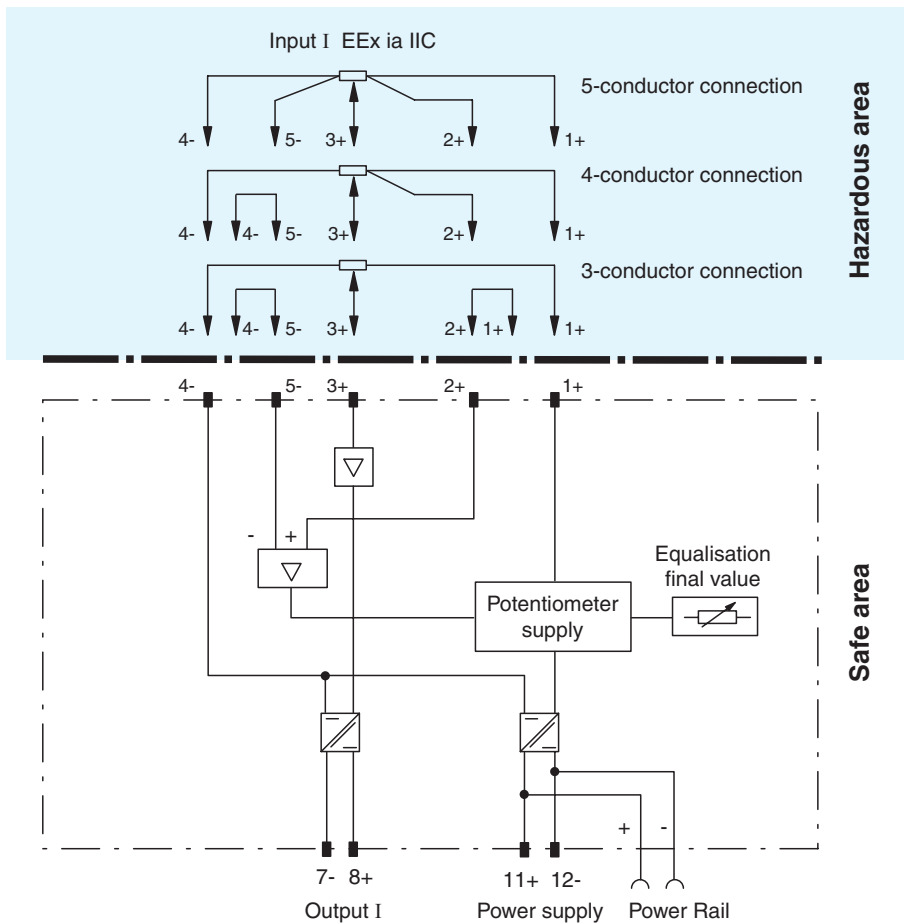 Input I EEx ia IIC
5-conductor connection
4- 5- 3+ 2+ 1+
4-conductor connection
4- 4- 5- 3+ 2+ 1+
3-conductor connection
4- 4- 5- 3+ 2+ 1+ 1+
Hazardous area
4- 5- 3+ 2+ 1+
- +
Equalisation
final value
Potentiometer
supply
Safe area
+ -
7- 8+ 11+ 12-
Output I Power supply Power Rail